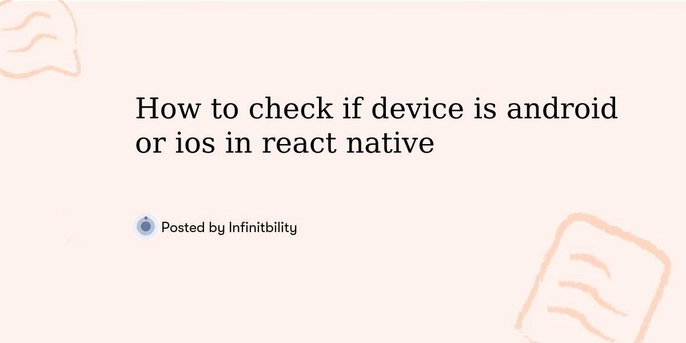 How to check if device is android
or ios in react native
Posted by Infinitbility